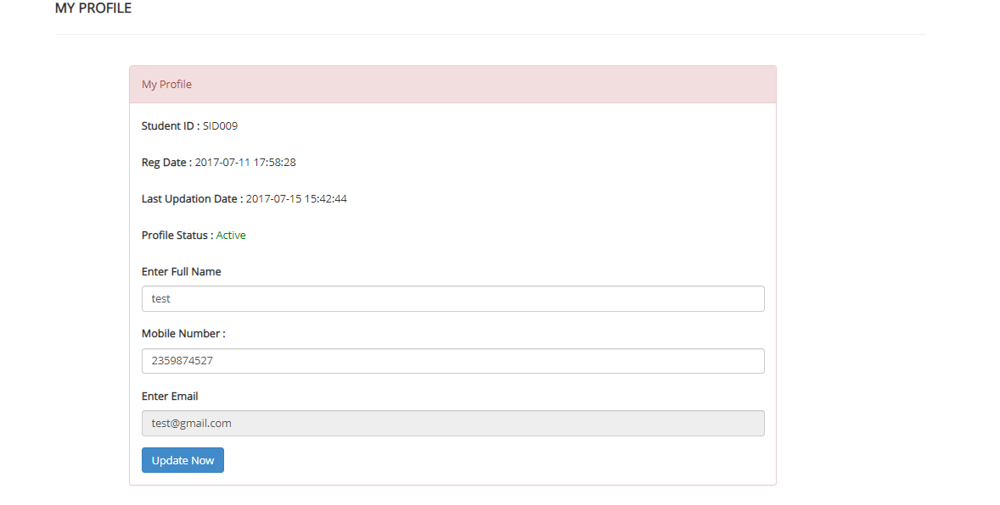 MY PROFILE
My Profile
Student ID : SID009
Reg Date : 2017-07-11 17:58:28
Last Updation Date : 2017-07-15 15:42:44
Profile Status : Active
Enter Full Name
test
Mobile Number :
2359874527
Enter Email
test@gmail.com
Update Now